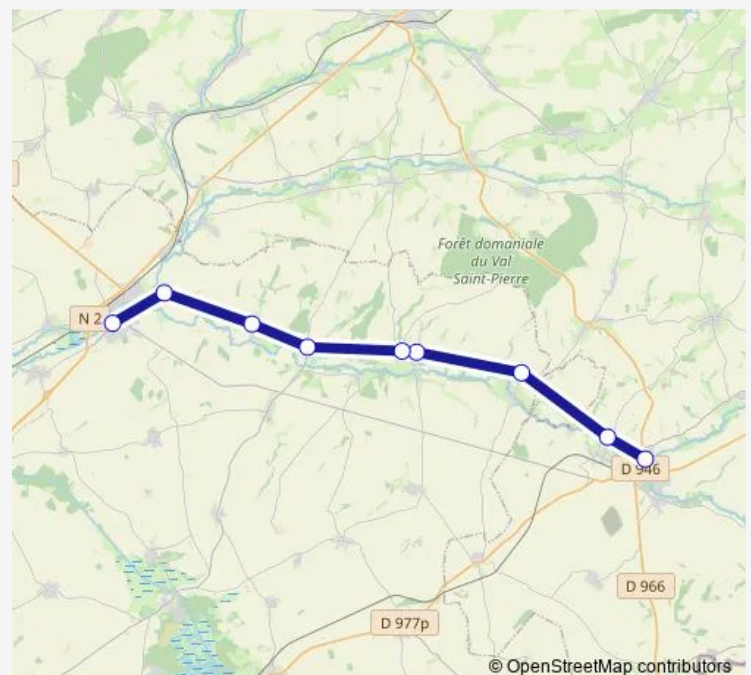 Forêt domaniale
du Val
Saint-Pierre
N 2
D 946
D 966
D 977p
© OpenStreetMap contributors